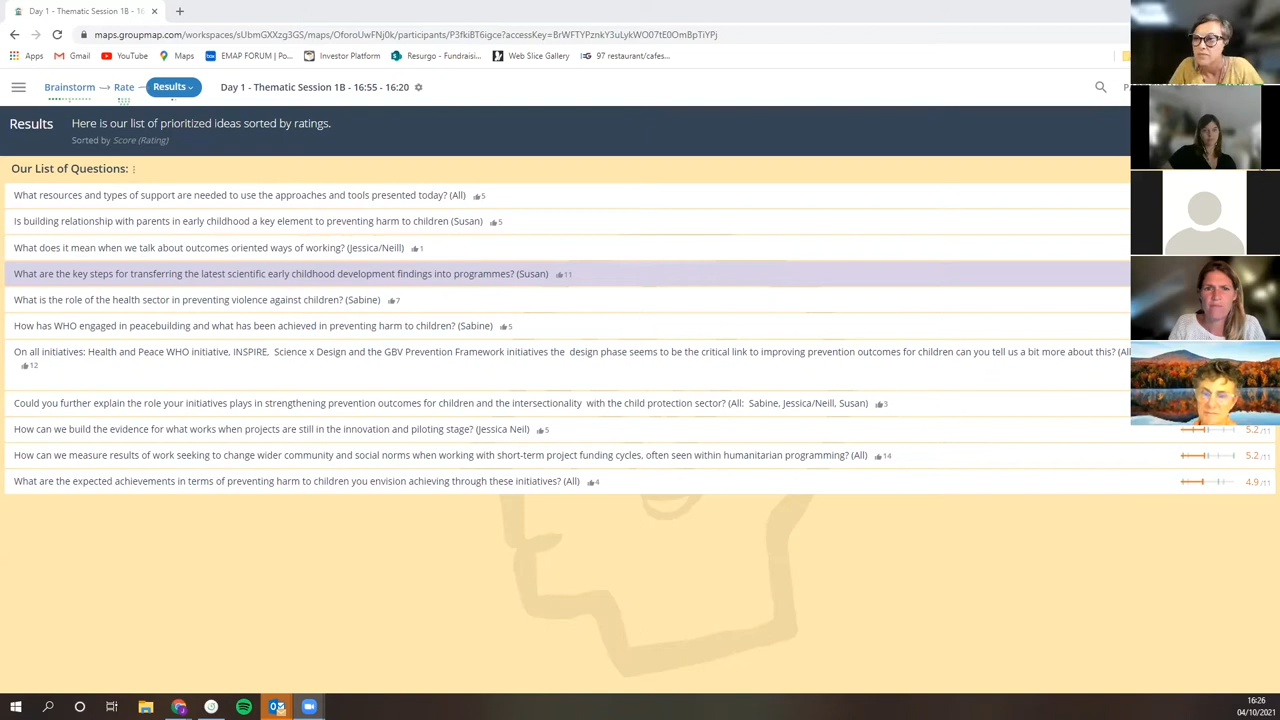 Day 1 - Thematic Session 1B - 16:
maps.groupmap.com/workspaces/sUbmGXXzg3GS/maps/OforoUwFNj0k/participants/P3fkiBT6igce?accessKey=BrWFTYPznkY3uLykWO07tE0OmBpTiYPJ
Apps Gmail YouTube Maps EMAP FORUM | Po... Investor Platform Resurgo - Fundraisi... Web Slice Gallery 97 restaurant/cafes...
Brainstorm Rate Results Day 1 - Thematic Session 1B - 16:55 - 16:20
Results Here is our list of prioritized ideas sorted by ratings.
Sorted by Score (Rating)
Our List of Questions:
What resources and types of support are needed to use the approaches and tools presented today? (All) 5
Is building relationship with parents in early childhood a key element to preventing harm to children (Susan) 5
What does it mean when we talk about outcomes oriented ways of working? (Jessica/Neill) 1
What are the key steps for transferring the latest scientific early childhood development findings into programmes? (Susan) 11
What is the role of the health sector in preventing violence against children? (Sabine) 7
How has WHO engaged in peacebuilding and what has been achieved in preventing harm to children? (Sabine) 5
On all initiatives: Health and Peace WHO initiative, INSPIRE, Science x Design and the GBV Prevention Framework initiatives the design phase seems to be the critical link to improving prevention outcomes for children can you tell us a bit more about this? (All
12
Could you further explain the role your initiatives plays in strengthening prevention outcomes for children and the intersectionality with the child protection sector? (All: Sabine, Jessica/Neill, Susan) 3
How can we build the evidence for what works when projects are still in the innovation and piloting stage? (Jessica Neil) 5 5.2 /11
How can we measure results of work seeking to change wider community and social norms when working with short-term project funding cycles, often seen within humanitarian programming? (All) 14 5.2 /11
What are the expected achievements in terms of preventing harm to children you envision achieving through these initiatives? (All) 4 4.9 /11
16:26
04/10/2021